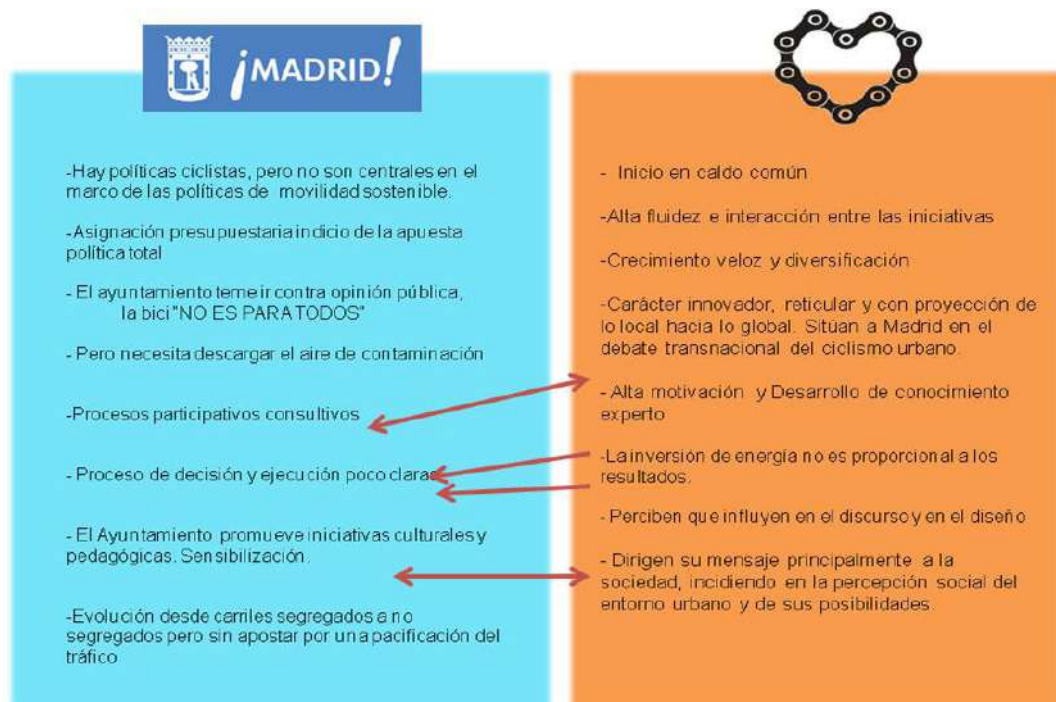 ¡MADRID!
-Hay políticas ciclistas, pero no son centrales en el
marco de las políticas de movilidad sostenible.
-Asignación presupuestaria indicio de la apuesta
política total
- El ayuntamiento teme ir contra opinión pública,
la bici "NO ES PARA TODOS"
- Pero necesita descargar el aire de contaminación
-Procesos participativos consultivos
- Proceso de decisión y ejecución poco claras
- El Ayuntamiento promueve iniciativas culturales y
pedagógicas. Sensibilización.
-Evolución desde carriles segregados a no
segregados pero sin apostar por una pacificación del
tráfico
- Inicio en caldo común
-Alta fluidez e interacción entre las iniciativas
-Crecimiento veloz y diversificación
-Carácter innovador, reticular y con proyección de
lo local hacia lo global. Sitúan a Madrid en el
debate transnacional del ciclismo urbano.
- Alta motivación y Desarrollo de conocimiento
experto
-La inversión de energía no es proporcional a los
resultados.
- Perciben que influyen en el discurso y en el diseño
- Dirigen su mensaje principalmente a la
sociedad, incidiendo en la percepción social del
entorno urbano y de sus posibilidades.